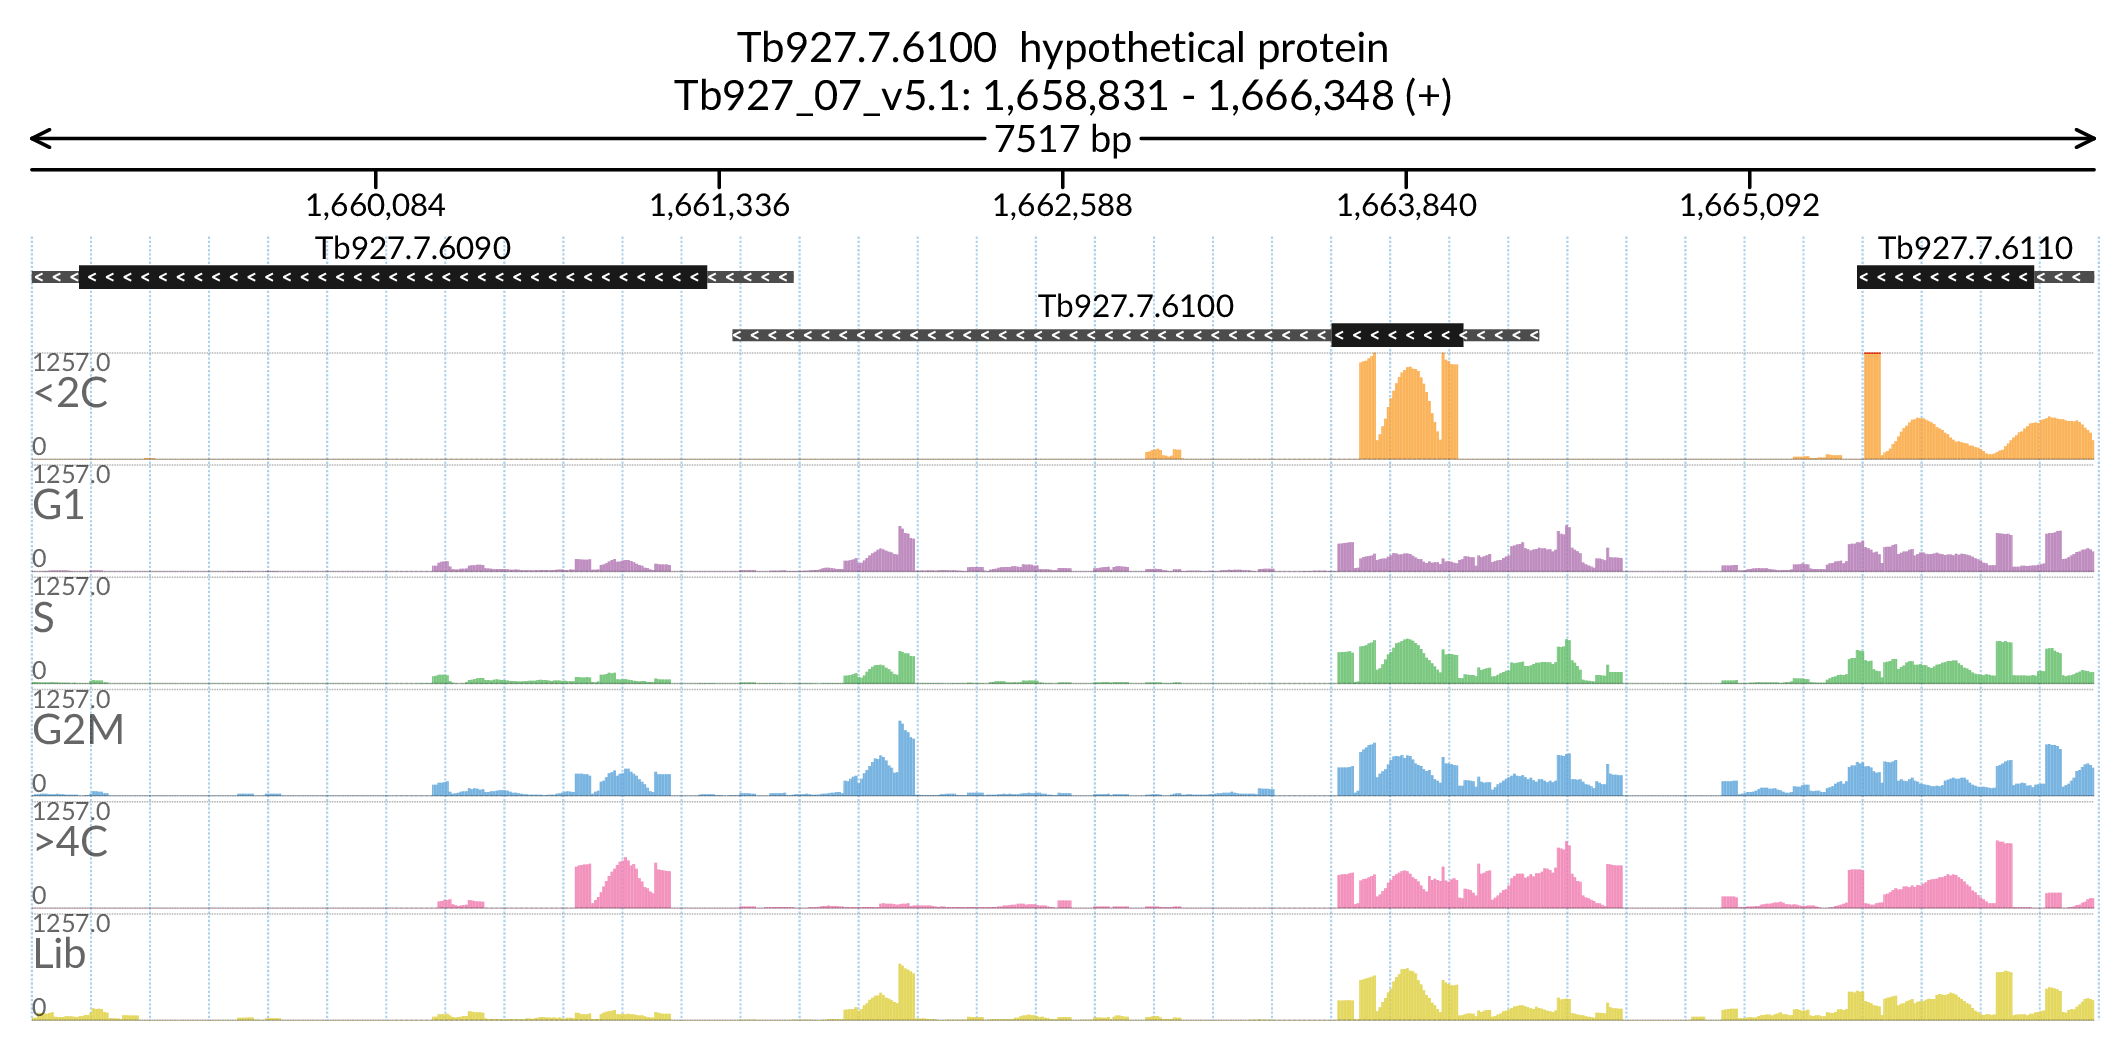 Tb927.7.6100  hypothetical protein
Tb927_07_v5.1: 1,658,831 - 1,666,348 (+)
7517 bp
1,660,084 1,661,336 1,662,588 1,663,840 1,665,092
Tb927.7.6090 Tb927.7.6110
Tb927.7.6100
1257.0
<2C
0
1257.0
G1
0
1257.0
S
0
1257.0
G2M
0
1257.0
>4C
0
1257.0
Lib
0